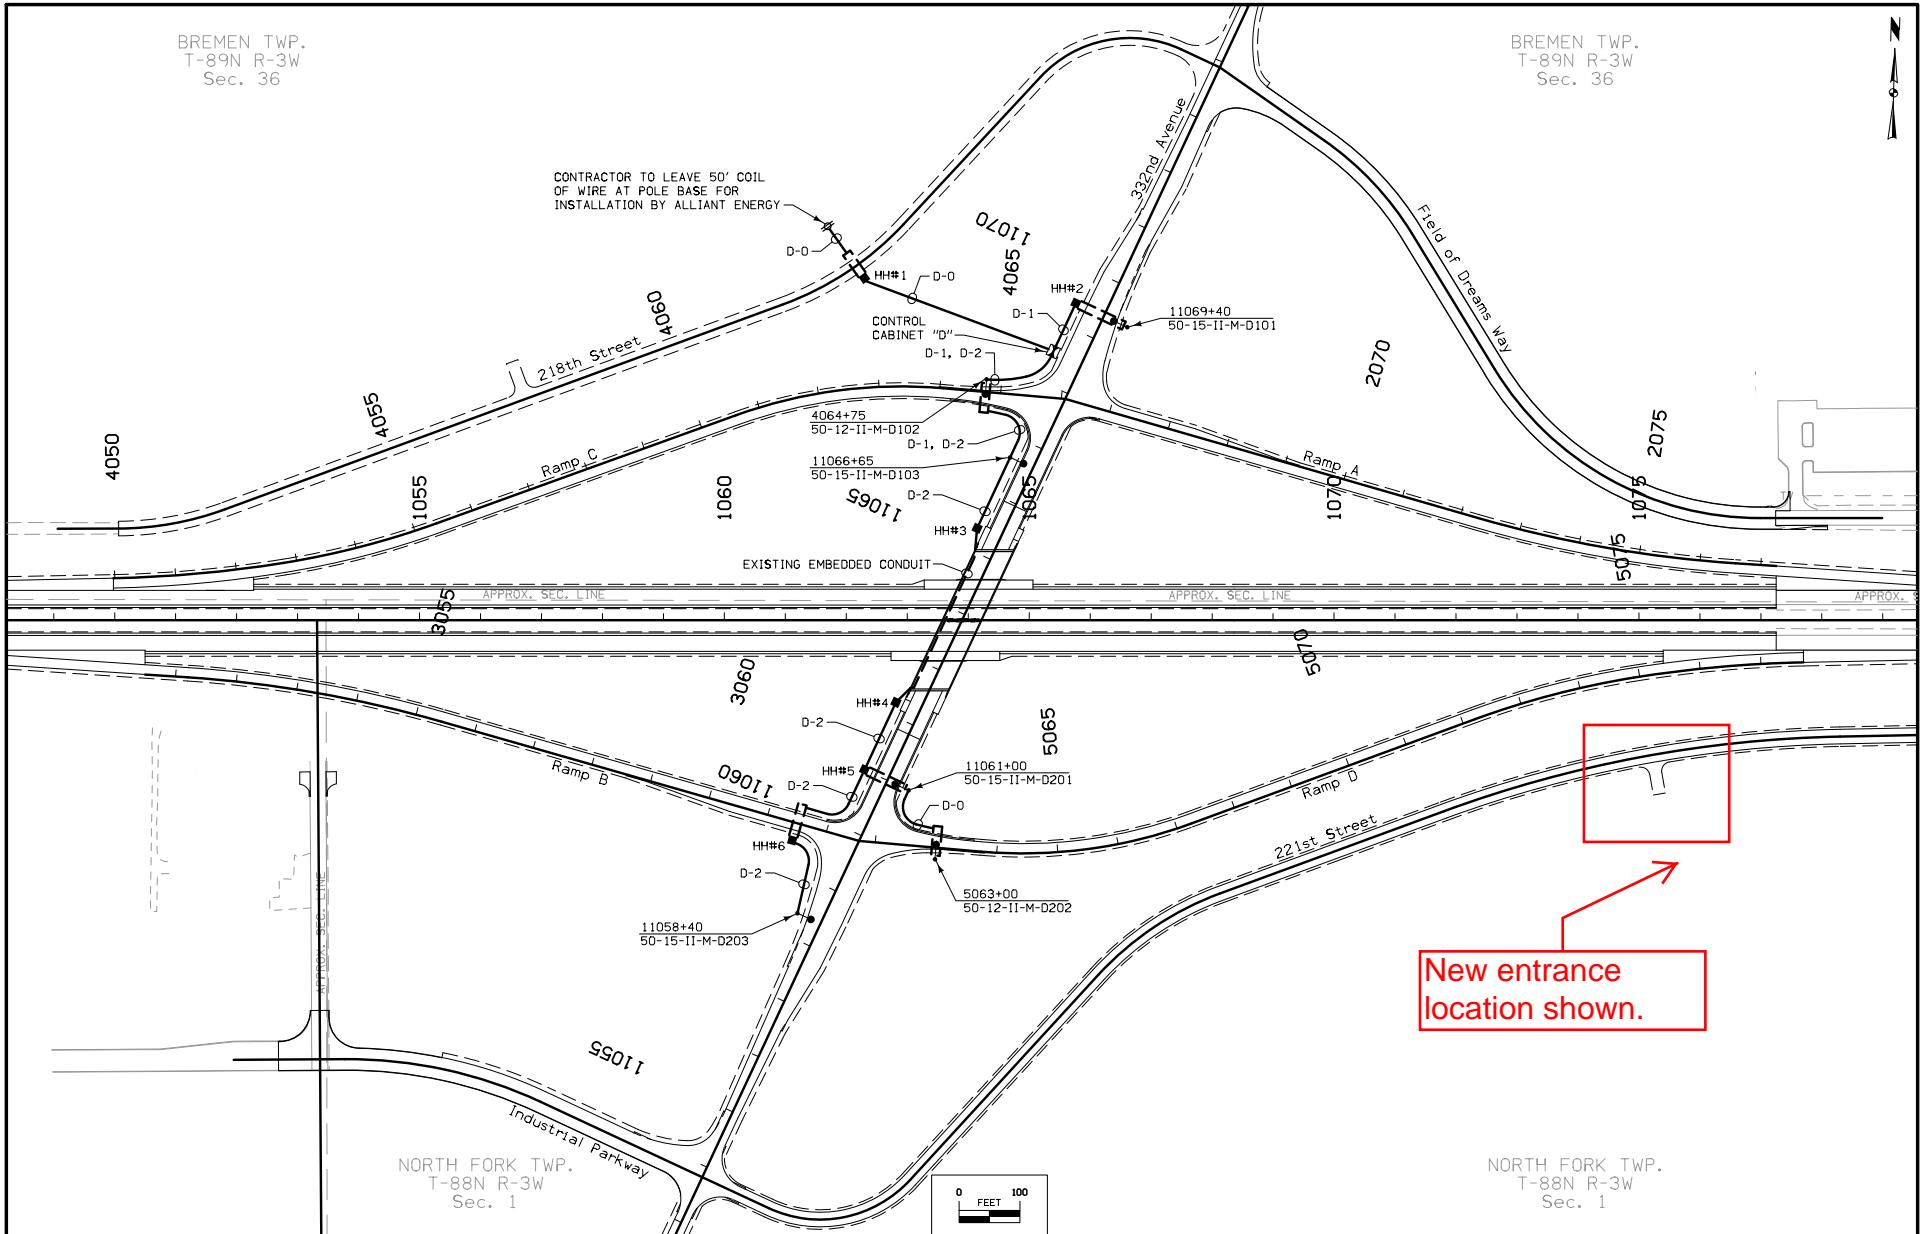 BREMEN TWP.
T-89N R-3W
Sec. 36
BREMEN TWP.
T-89N R-3W
Sec. 36
N
332nd Avenue
CONTRACTOR TO LEAVE 50' COIL
OF WIRE AT POLE BASE FOR
INSTALLATION BY ALLIANT ENERGY
D-0
HH#1
D-0
11070
4065
HH#2
D-1
11069+40
50-15-II-M-D101
CONTROL
CABINET "D"
D-1, D-2
Field of Dreams Way
4060
218th Street
2070
4055
4050
4064+75
50-12-II-M-D102
D-1, D-2
11066+65
50-15-II-M-D103
D-2
11065
HH#3
Ramp C
1055
1060
1065
Ramp A
1070
2075
1075
5075
EXISTING EMBEDDED CONDUIT
APPROX. SEC. LINE
APPROX. SEC. LINE
APPROX. S
3055
3060
5070
HH#4
D-2
5065
Ramp B
11060
HH#5
D-2
11061+00
50-15-II-M-D201
D-0
Ramp D
221st Street
HH#6
D-2
5063+00
50-12-II-M-D202
11058+40
50-15-II-M-D203
APPROX. SEC. LINE
New entrance
location shown.
11055
Industrial Parkway
NORTH FORK TWP.
T-88N R-3W
Sec. 1
NORTH FORK TWP.
T-88N R-3W
Sec. 1
0 100
FEET